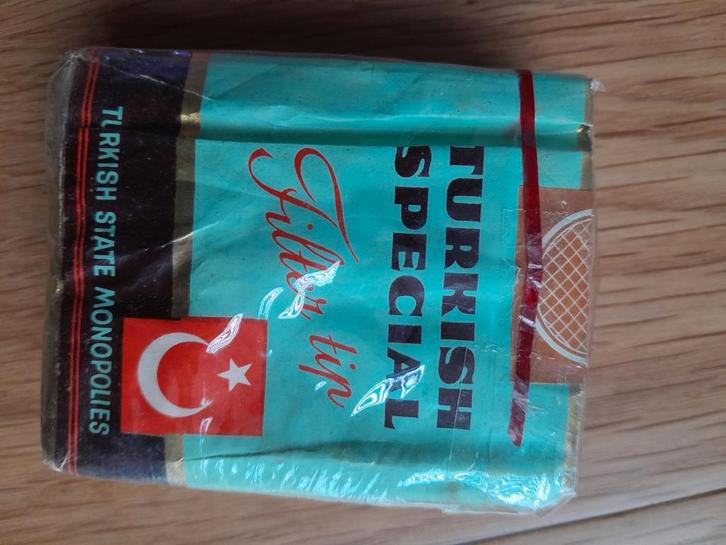 TURKISH
SPECIAL
Filter tip
TURKISH STATE MONOPOLIES